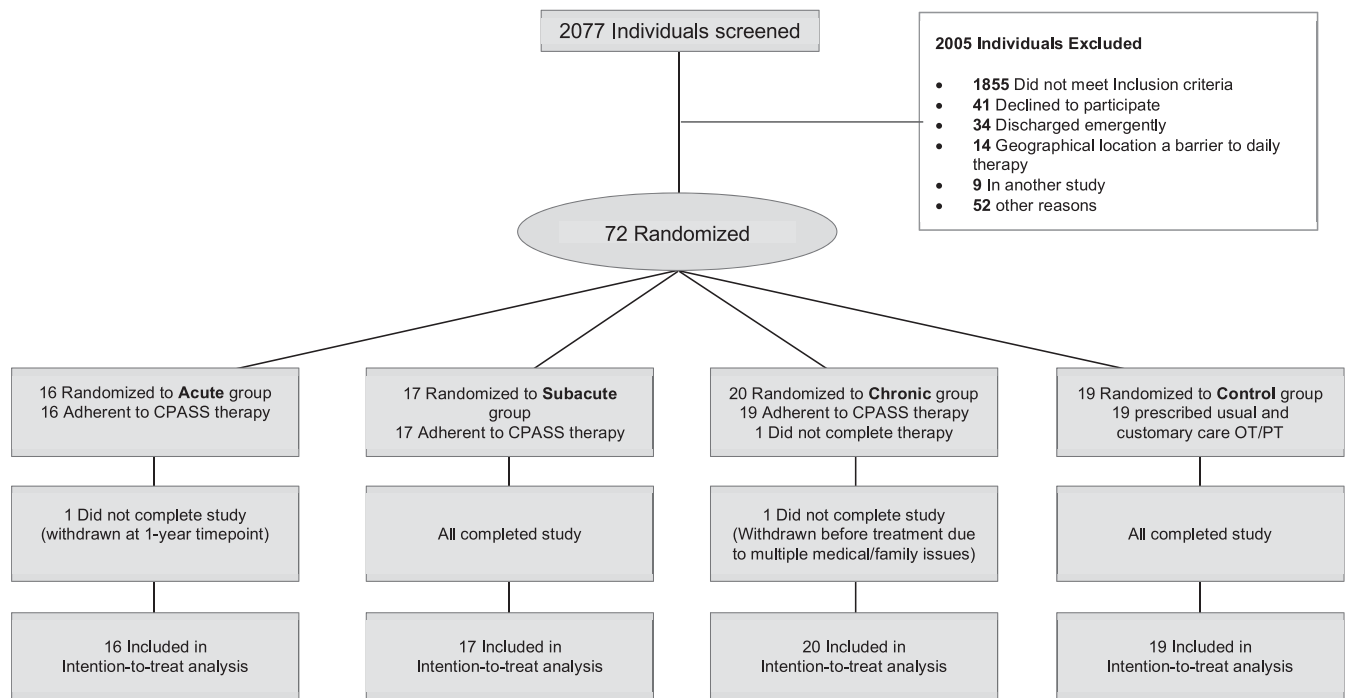 2077 Individuals screened
2005 Individuals Excluded
• 1855 Did not meet Inclusion criteria
• 41 Declined to participate
• 34 Discharged emergently
• 14 Geographical location a barrier to daily
therapy
• 9 In another study
• 52 other reasons
72 Randomized
16 Randomized to Acute group
16 Adherent to CPASS therapy
17 Randomized to Subacute
group
17 Adherent to CPASS therapy
20 Randomized to Chronic group
19 Adherent to CPASS therapy
1 Did not complete therapy
19 Randomized to Control group
19 prescribed usual and
customary care OT/PT
1 Did not complete study
(withdrawn at 1-year timepoint)
All completed study
1 Did not complete study
(Withdrawn before treatment due
to multiple medical/family issues)
All completed study
16 Included in
Intention-to-treat analysis
17 Included in
Intention-to-treat analysis
20 Included in
Intention-to-treat analysis
19 Included in
Intention-to-treat analysis